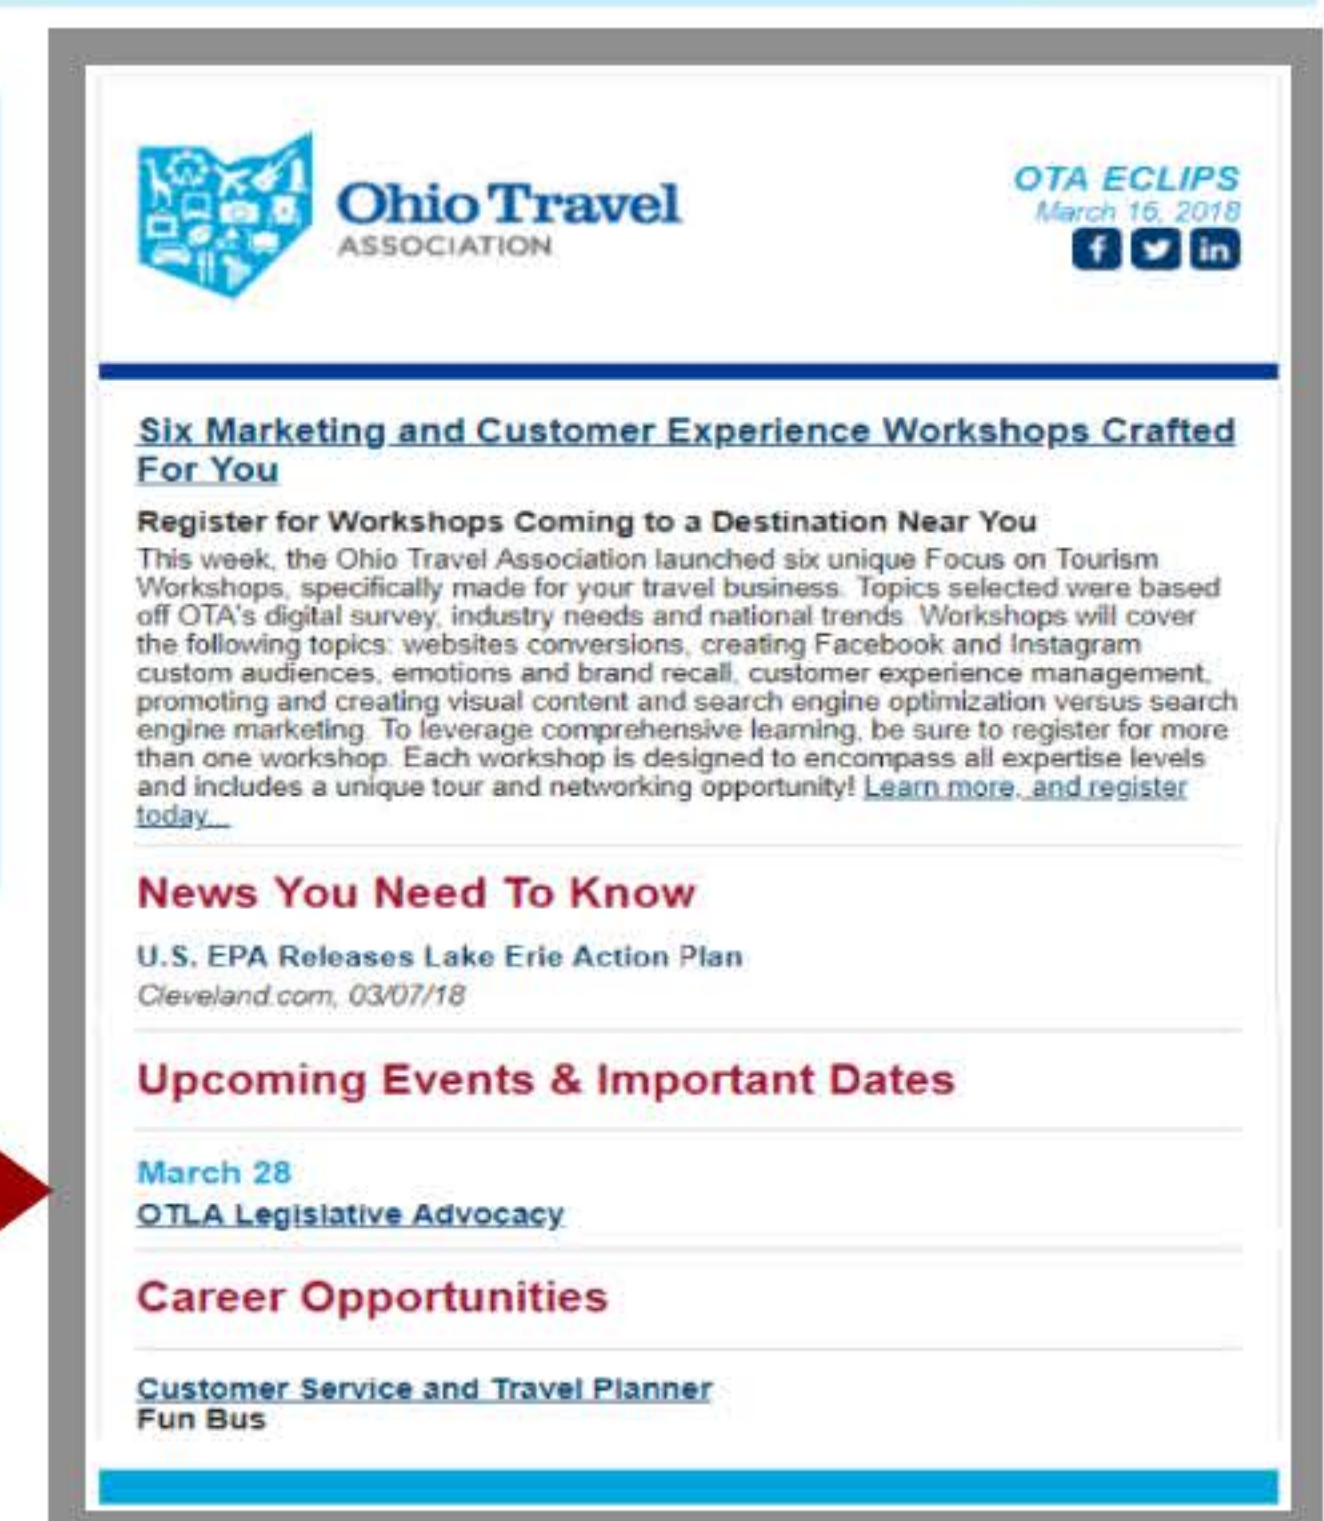 Ohio Travel
ASSOCIATION
OTA ECLIPS
March 16, 2018
Six Marketing and Customer Experience Workshops Crafted
For You
Register for Workshops Coming to a Destination Near You
This week, the Ohio Travel Association launched six unique Focus on Tourism
Workshops, specifically made for your travel business. Topics selected were based
off OTA's digital survey, industry needs and national trends. Workshops will cover
the following topics: websites conversions, creating Facebook and Instagram
custom audiences, emotions and brand recall, customer experience management,
promoting and creating visual content and search engine optimization versus search
engine marketing. To leverage comprehensive learning, be sure to register for more
than one workshop. Each workshop is designed to encompass all expertise levels
and includes a unique tour and networking opportunity! Learn more, and register
today...
News You Need To Know
U.S. EPA Releases Lake Erie Action Plan
Cleveland.com, 03/07/18
Upcoming Events & Important Dates
March 28
OTLA Legislative Advocacy
Career Opportunities
Customer Service and Travel Planner
Fun Bus